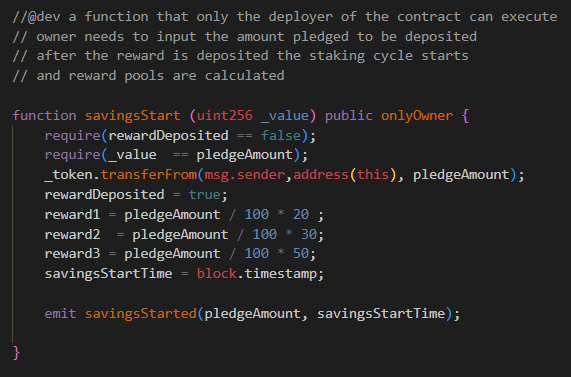 //@dev a function that only the deployer of the contract can execute
// owner needs to input the amount pledged to be deposited
// after the reward is deposited the staking cycle starts
// and reward pools are calculated
function savingsStart (uint256 _value) public onlyOwner {
require(rewardDeposited == false);
require(_value  == pledgeAmount);
_token.transferFrom(msg.sender,address(this), pledgeAmount);
rewardDeposited = true;
reward1 = pledgeAmount / 100 * 20 ;
reward2  = pledgeAmount / 100 * 30;
reward3 = pledgeAmount / 100 * 50;
savingsStartTime = block.timestamp;
emit savingsStarted(pledgeAmount, savingsStartTime);
}